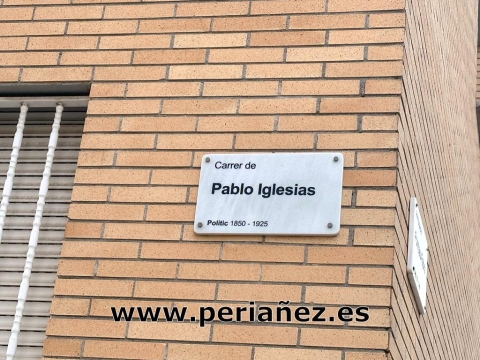 Carrer de
Pablo Iglesias
Polític 1850 - 1925
www.periañez.es